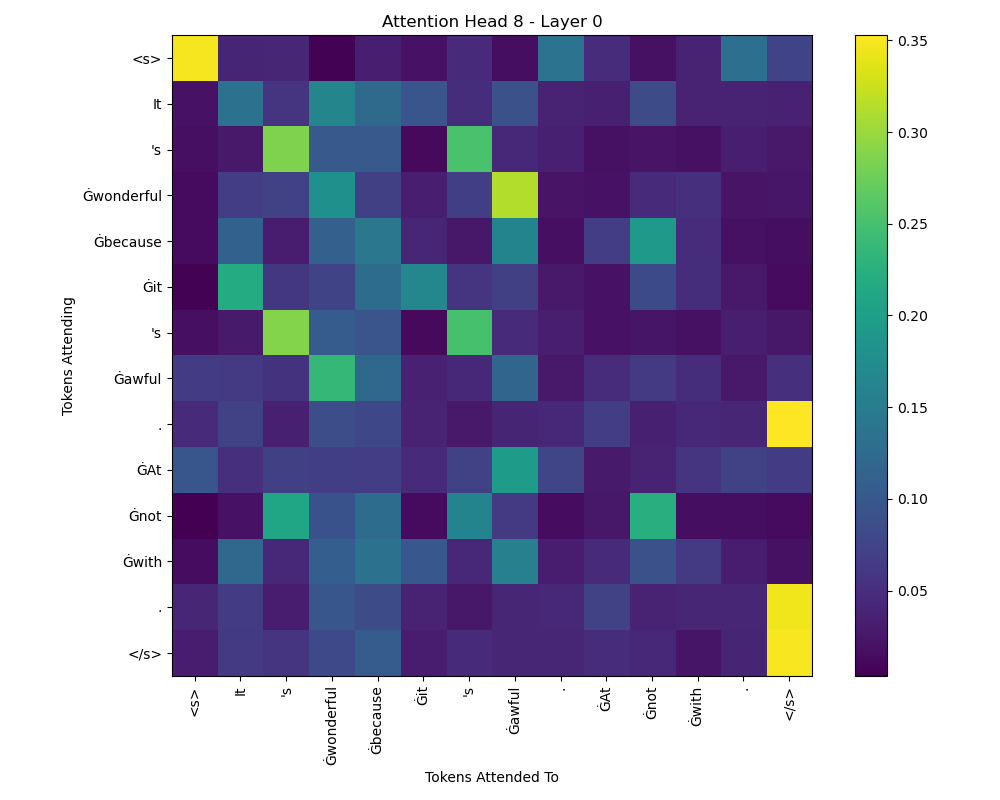 Attention Head 8 - Layer 0
<s>
It
's
Ġwonderful
Ġbecause
Ġit
's
Ġawful
.
ĠAt
Ġnot
Ġwith
.
</s>
Tokens Attending
<s>
It
's
Ġwonderful
Ġbecause
Ġit
's
Ġawful
.
ĠAt
Ġnot
Ġwith
.
</s>
Tokens Attended To
0.35
0.30
0.25
0.20
0.15
0.10
0.05